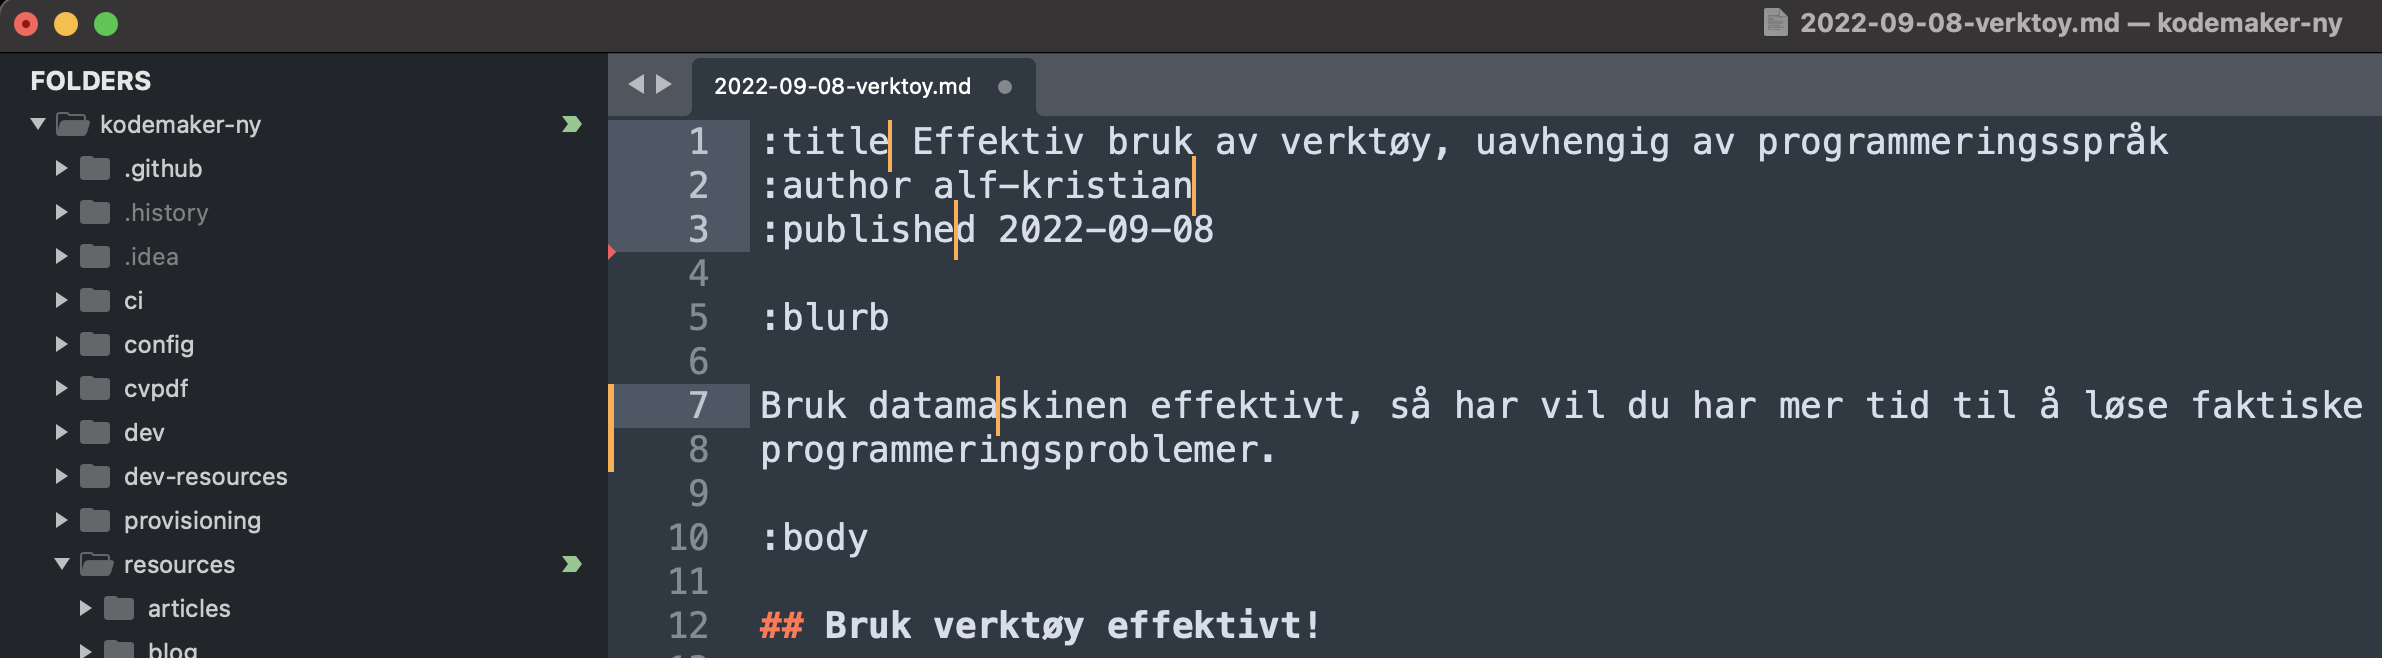 2022-09-08-verktoy.md — kodemaker-ny
FOLDERS
kodemaker-ny
.github
.history
.idea
ci
config
cvpdf
dev
dev-resources
provisioning
resources
articles
blog
2022-09-08-verktoy.md
1 :title Effektiv bruk av verktøy, uavhengig av programmeringsspråk
2 :author alf-kristian
3 :published 2022-09-08
4
5 :blurb
6
7 Bruk datamaskinen effektivt, så har vil du har mer tid til å løse faktiske
8 programmeringsproblemer.
9
10 :body
11
12 ## Bruk verktøy effektivt!